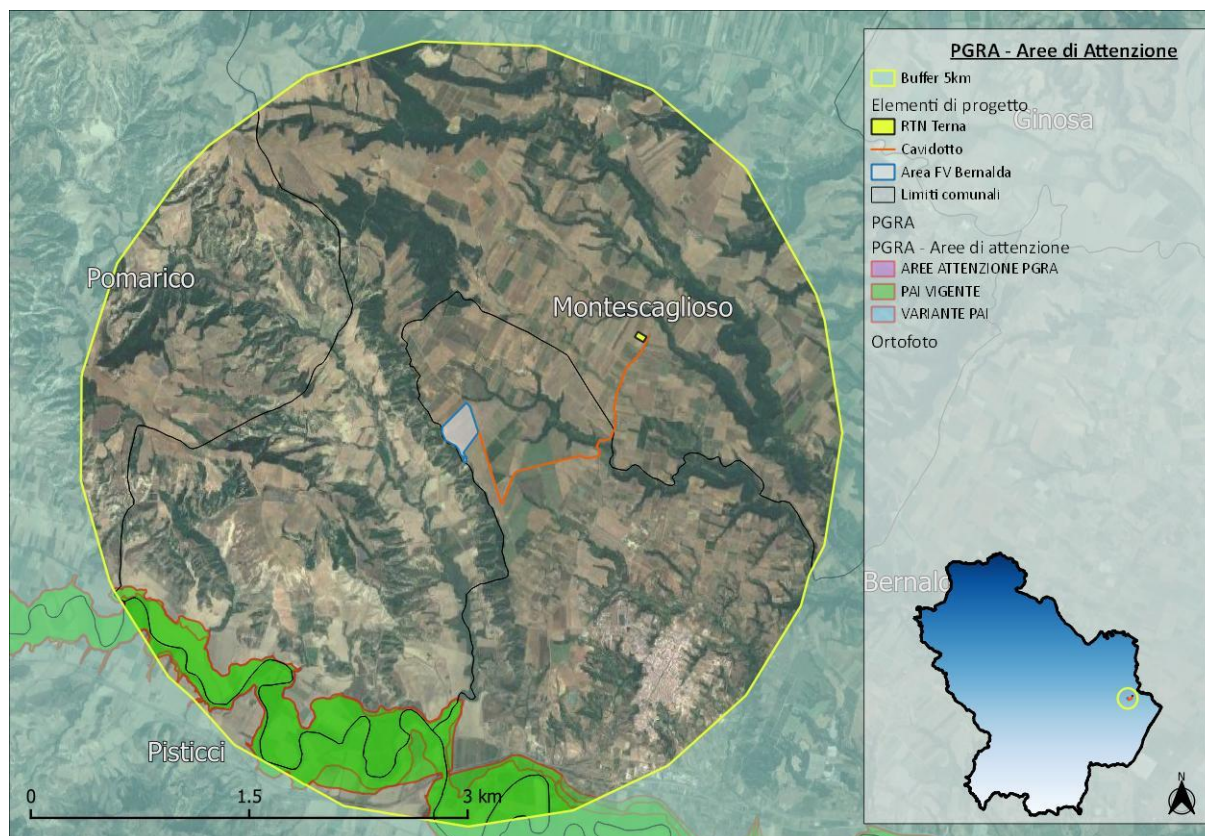 PGRA - Aree di Attenzione
Buffer 5km
Elementi di progetto
RTN Terna
Cavidotto
Area FV Bernalda
Limiti comunali
PGRA
PGRA - Aree di attenzione
AREE ATTENZIONE PGRA
PAI VIGENTE
VARIANTE PAI
Ortofoto
Ginosa
Pomarico
Montescaglioso
Pisticci
0
1.5
3 km
N